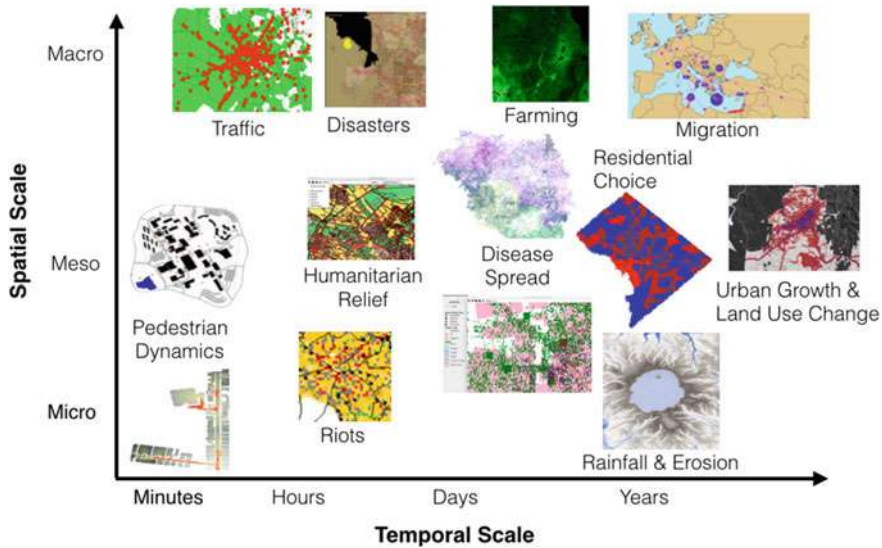 Macro
Traffic
Disasters
Farming
Migration
Residential
Choice
Spatial Scale
Meso
Humanitarian
Relief
Disease
Spread
Urban Growth &
Land Use Change
Pedestrian
Dynamics
Micro
Riots
Rainfall & Erosion
Minutes
Hours
Days
Years
Temporal Scale